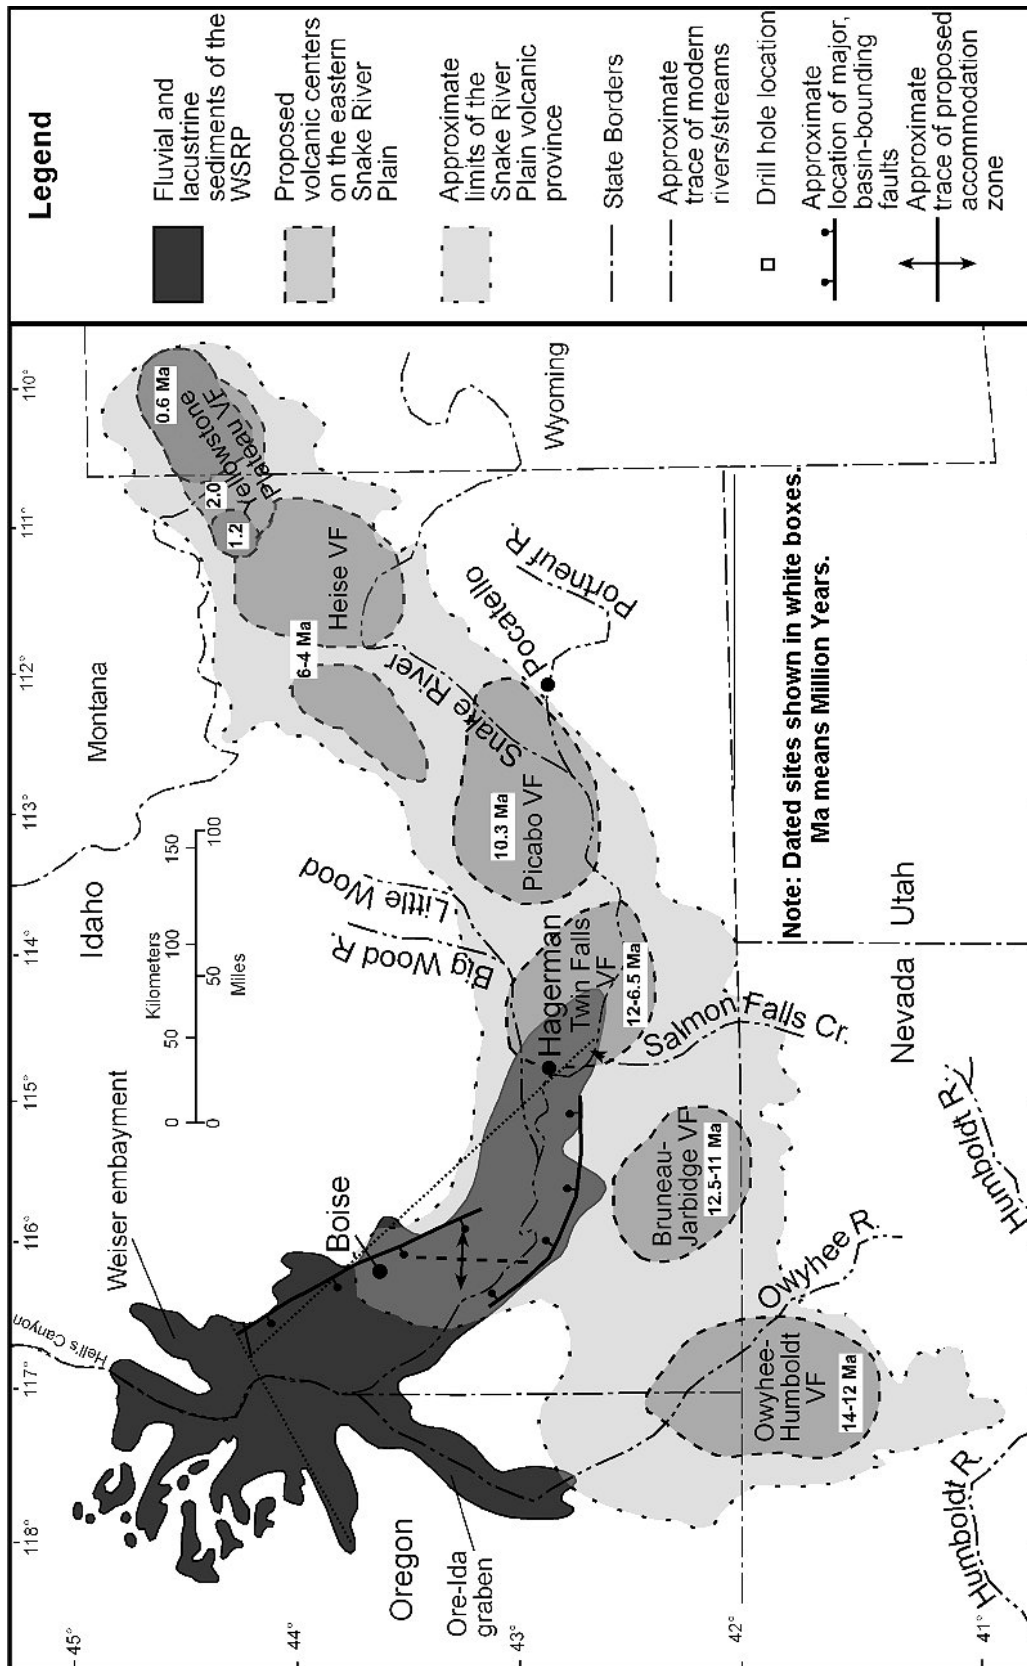 Legend
Fluvial and
lacustrine
sediments of the
WSRP
Proposed
volcanic centers
on the eastern
Snake River
Plain
Approximate
limits of the
Snake River
Plain volcanic
province
State Borders
Approximate
trace of modern
rivers/streams
Drill hole location
Approximate
location of major,
basin-bounding
faults
Approximate
trace of proposed
accommodation
zone
118°
117°
116°
115°
114°
113°
112°
111°
110°
45°
44°
43°
42°
41°
Hell's Canyon
Weiser embayment
Kilometers
0
50
100
150
0
50
100
Miles
Idaho
Montana
0.6 Ma
Yellowstone
Plateau VF
2.0
1.2
Heise VF
6-4 Ma
Snake River
Wyoming
Pocatello
Portneuf R.
10.3 Ma
Picabo VF
Little Wood
Big Wood R.
Hagerman
Twin Falls
VF
12-6.5 Ma
Salmon Falls Cr.
Boise
Oregon
Ore-Ida
graben
Bruneau-
Jarbidge VF
12.5-11 Ma
Owyhee R.
Owyhee-
Humboldt
VF
14-12 Ma
Humboldt R.
Humboldt R.
Nevada
Utah
Note: Dated sites shown in white boxes.
Ma means Million Years.